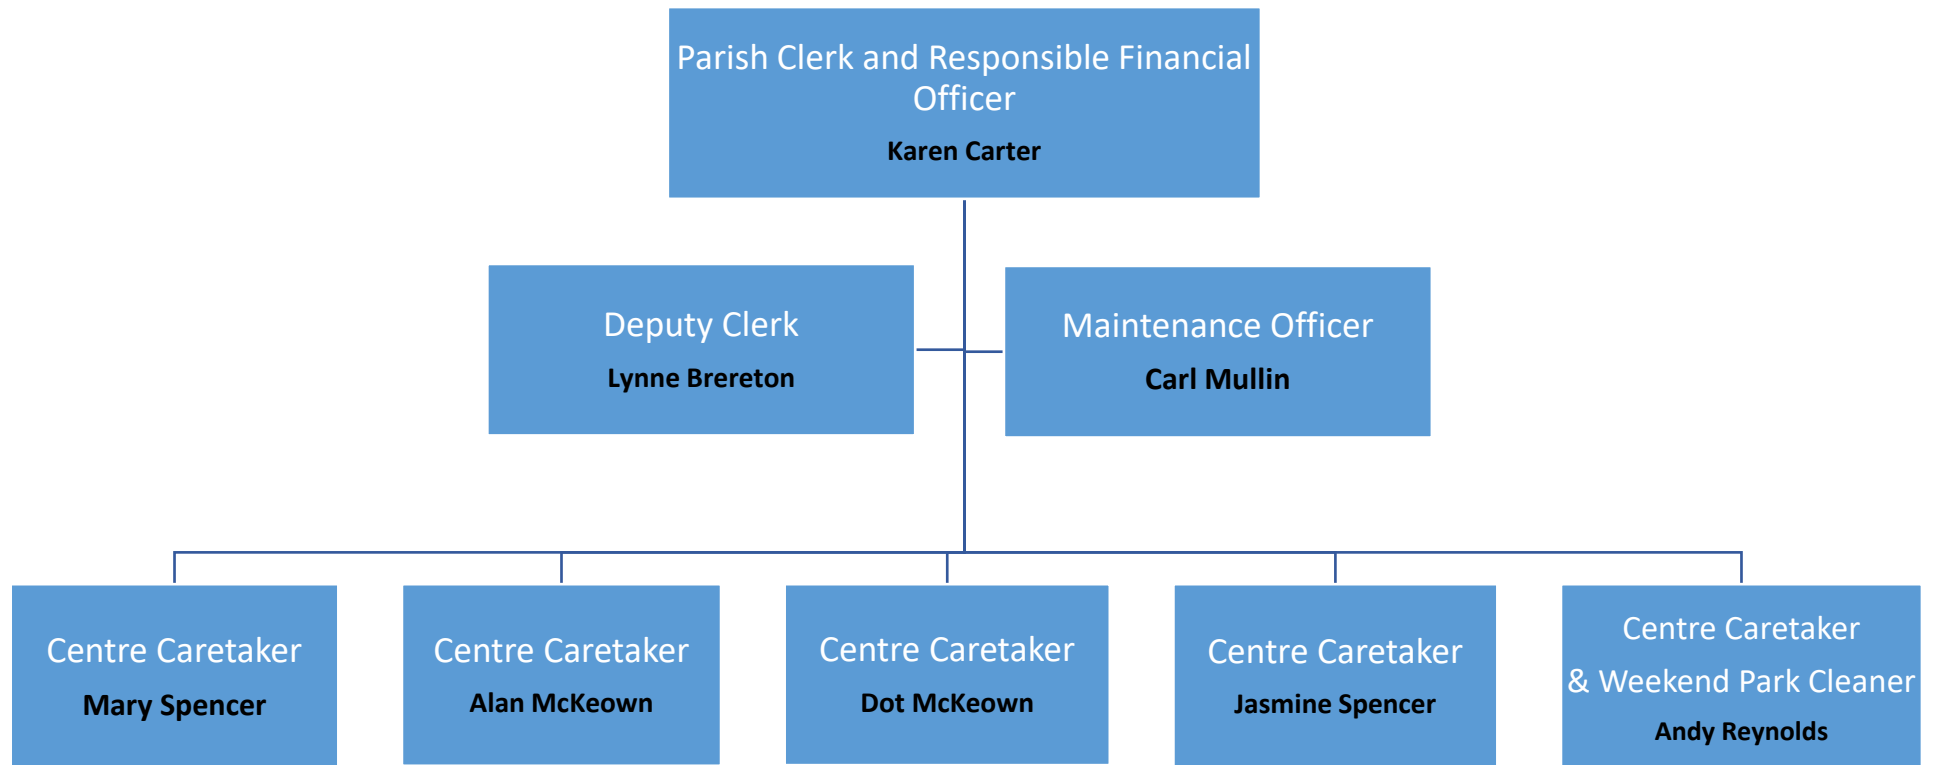 Parish Clerk and Responsible Financial
Officer
Karen Carter
Deputy Clerk
Lynne Brereton
Maintenance Officer
Carl Mullin
Centre Caretaker
Mary Spencer
Centre Caretaker
Alan McKeown
Centre Caretaker
Dot McKeown
Centre Caretaker
Jasmine Spencer
Centre Caretaker
& Weekend Park Cleaner
Andy Reynolds